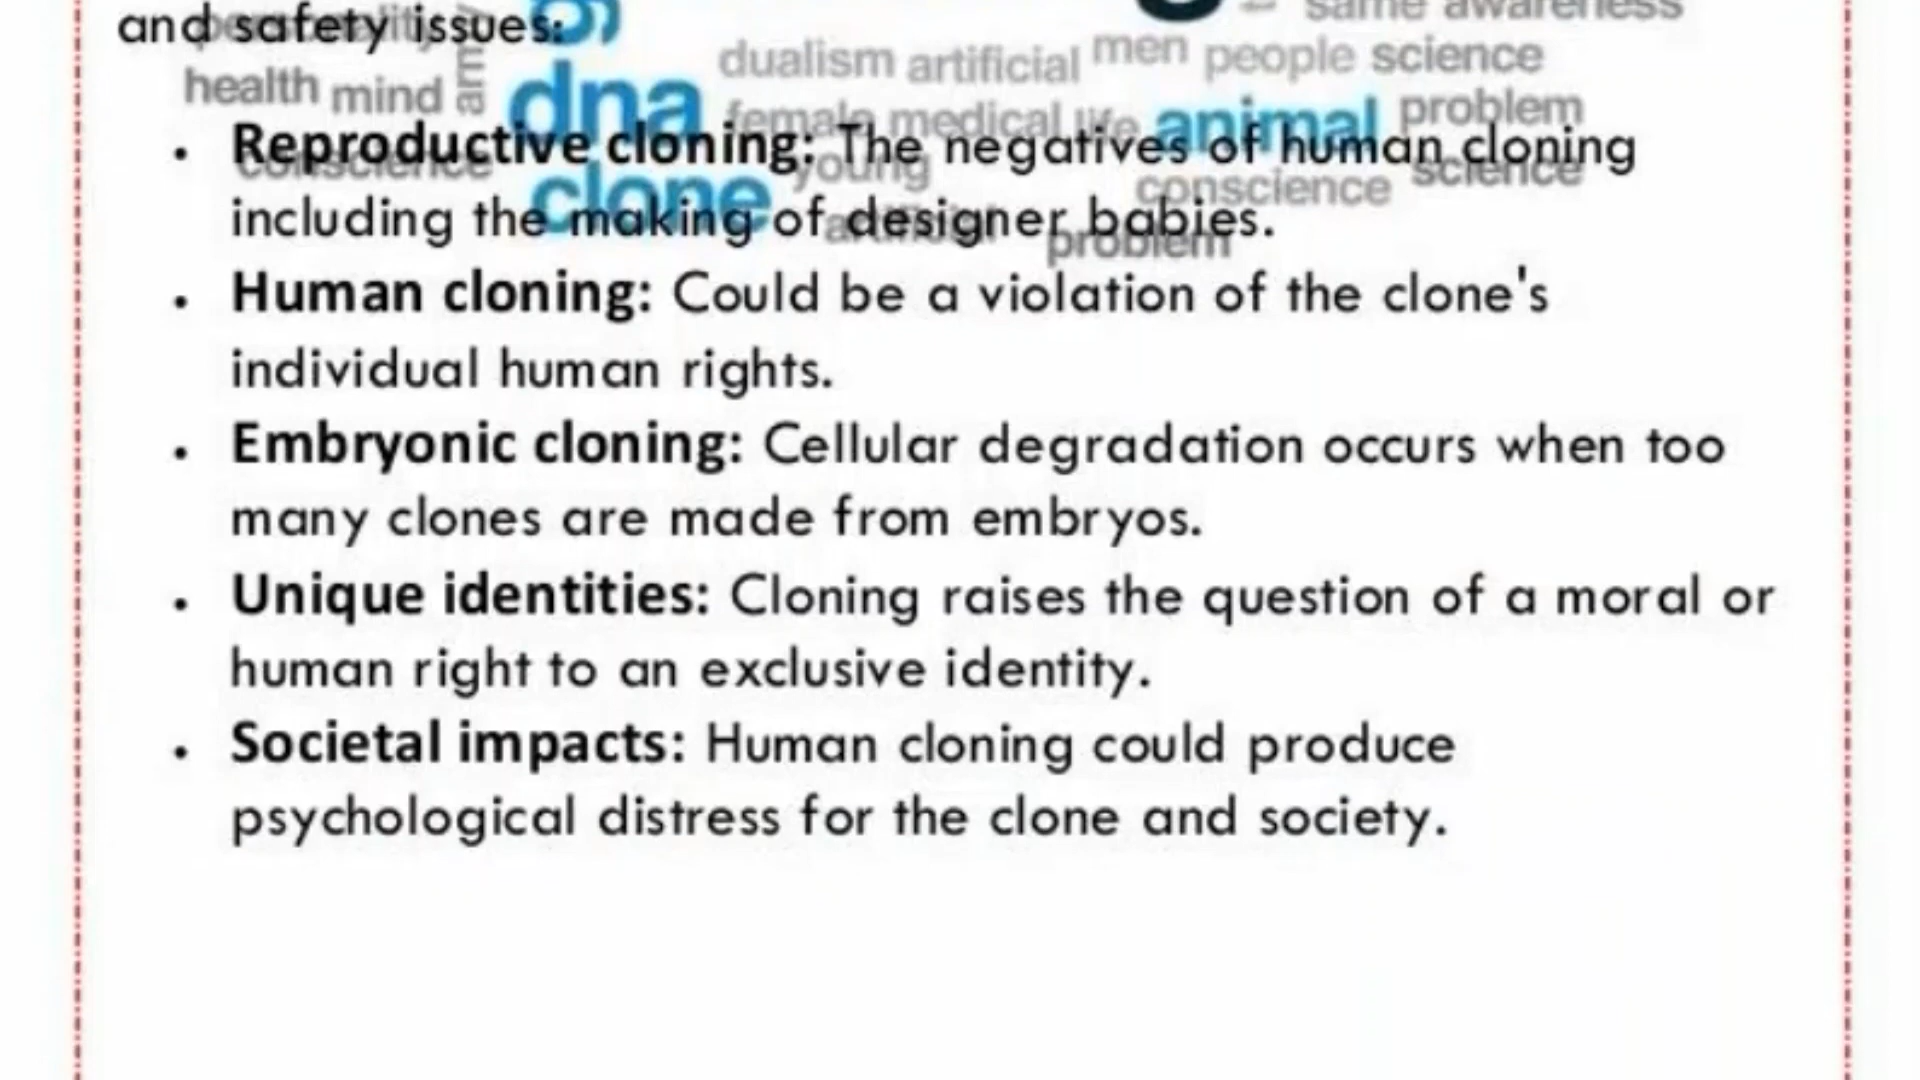 and safety issues:
same awareness
dualism artificial men people science
health mind army
dna
female medical life animal problem
• Reproductive cloning: The negatives of human cloning
conscience young science
clone conscience
including the making of designer babies.
artificial problem
• Human cloning: Could be a violation of the clone's
individual human rights.
• Embryonic cloning: Cellular degradation occurs when too
many clones are made from embryos.
• Unique identities: Cloning raises the question of a moral or
human right to an exclusive identity.
• Societal impacts: Human cloning could produce
psychological distress for the clone and society.